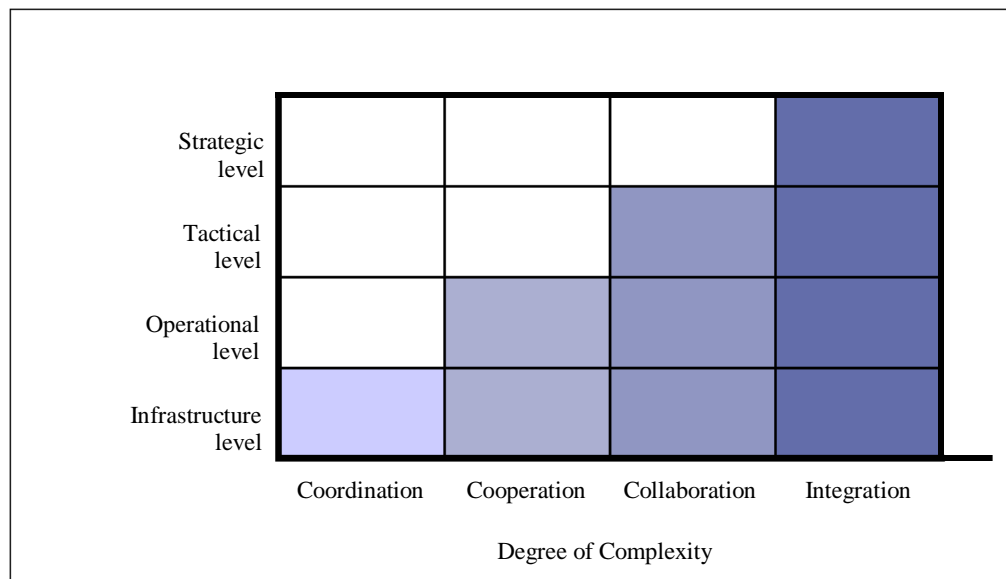 Strategic
level
Tactical
level
Operational
level
Infrastructure
level
Coordination Cooperation Collaboration Integration
Degree of Complexity